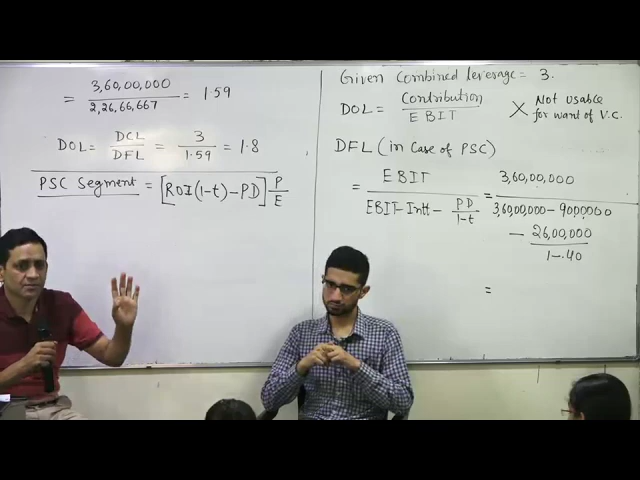 = 3,60,00,000 / 2,26,66,667 = 1.59
DOL = DCL / DFL = 3 / 1.59 = 1.8
PSC Segment = [ROI(1-t)-PD] P/E
Given Combined leverage = 3.
DOL = Contribution / EBIT X Not usable for want of V.C.
DFL (in Case of PSC)
= EBIT / EBIT-Intt- PD/1-t = 3,60,00,000 / 3,60,00,000 - 9000000 - 26,00,000 / 1-.40
=